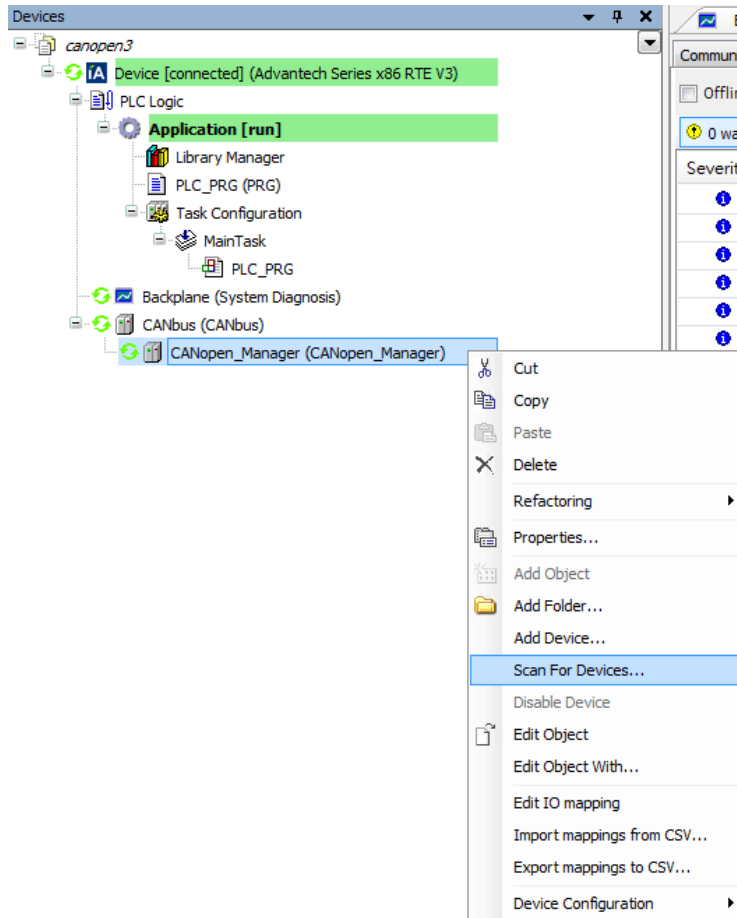 Devices
canopen3
Device [connected] (Advantech Series x86 RTE V3)
PLC Logic
Application [run]
Library Manager
PLC_PRG (PRG)
Task Configuration
MainTask
PLC_PRG
Backplane (System Diagnosis)
CANbus (CANbus)
CANopen_Manager (CANopen_Manager)
Commun
Offlin
0 wa
Severit
Cut
Copy
Paste
Delete
Refactoring
Properties...
Add Object
Add Folder...
Add Device...
Scan For Devices...
Disable Device
Edit Object
Edit Object With...
Edit IO mapping
Import mappings from CSV...
Export mappings to CSV...
Device Configuration